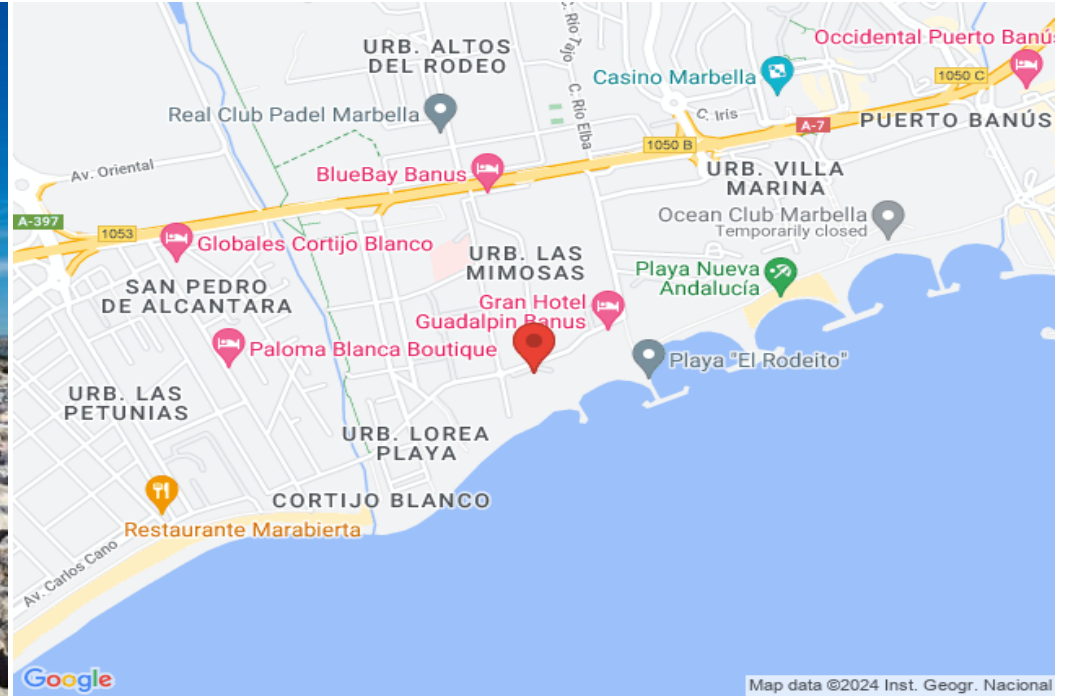 URB. ALTOS
DEL RODEO
C. Río Tajo
Occidental Puerto Banús
Casino Marbella
1050 C
Real Club Padel Marbella
C. Río Elba
C. Iris
A-7
PUERTO BANÚS
1050 B
Av. Oriental
BlueBay Banus
URB. VILLA
MARINA
A-397
1053
Ocean Club Marbella
Temporarily closed
Globales Cortijo Blanco
URB. LAS
MIMOSAS
Playa Nueva
Andalucía
SAN PEDRO
DE ALCANTARA
Gran Hotel
Guadalpin Banus
Paloma Blanca Boutique
Playa "El Rodeito"
URB. LAS
PETUNIAS
URB. LOREA
PLAYA
CORTIJO BLANCO
Restaurante Marabierta
Av. Carlos Cano
Google
Map data ©2024 Inst. Geogr. Nacional